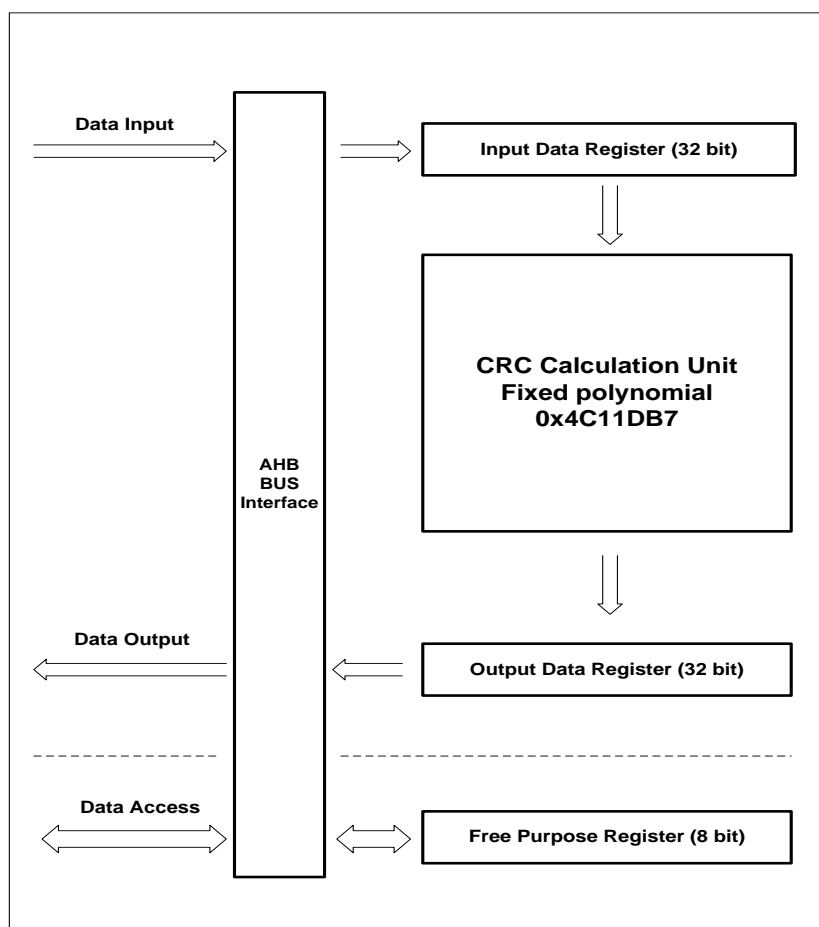 Data Input
Input Data Register (32 bit)
CRC Calculation Unit
Fixed polynomial
0x4C11DB7
AHB
BUS
Interface
Data Output
Output Data Register (32 bit)
Data Access
Free Purpose Register (8 bit)